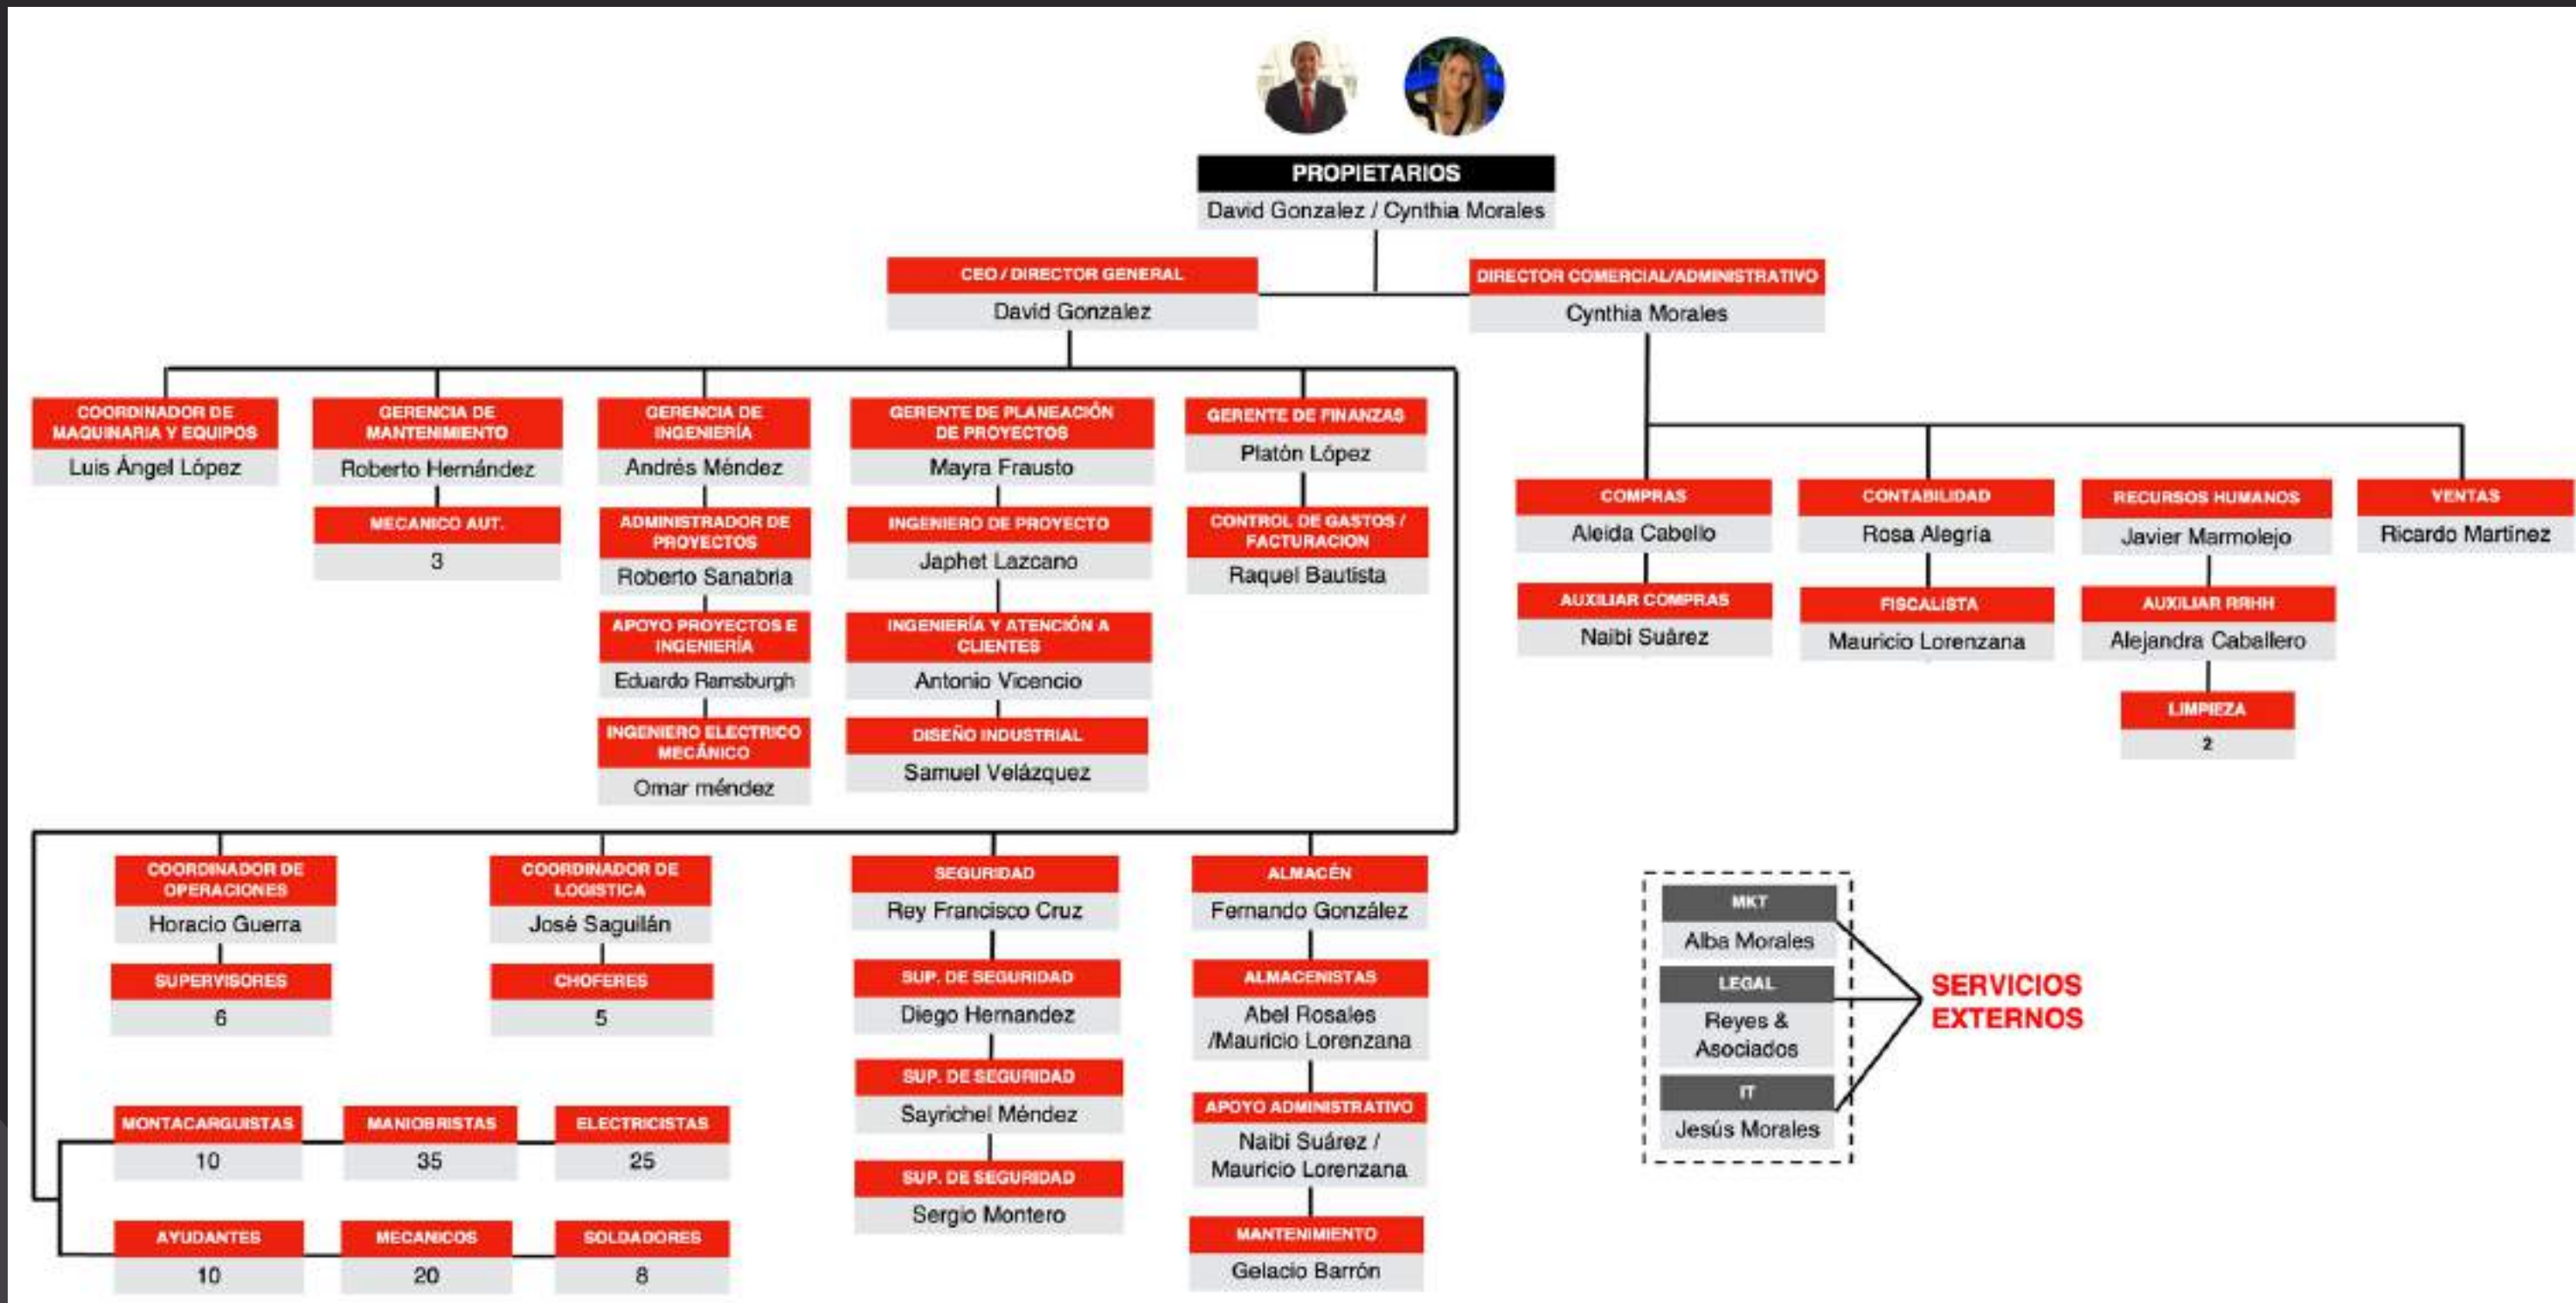 PROPIETARIOS
David Gonzalez / Cynthia Morales
CEO / DIRECTOR GENERAL
David Gonzalez
DIRECTOR COMERCIAL/ADMINISTRATIVO
Cynthia Morales
COORDINADOR DE
MAQUINARIA Y EQUIPOS
Luis Ángel López
GERENCIA DE
MANTENIMIENTO
Roberto Hernández
MECANICO AUT.
3
GERENCIA DE
INGENIERÍA
Andrés Méndez
ADMINISTRADOR DE
PROYECTOS
Roberto Sanabria
APOYO PROYECTOS E
INGENIERÍA
Eduardo Ramsburgh
INGENIERO ELECTRICO
MECÁNICO
Omar méndez
GERENTE DE PLANEACIÓN
DE PROYECTOS
Mayra Frausto
INGENIERO DE PROYECTO
Japhet Lazcano
INGENIERÍA Y ATENCIÓN A
CLIENTES
Antonio Vicencio
DISEÑO INDUSTRIAL
Samuel Velázquez
GERENTE DE FINANZAS
Platón López
CONTROL DE GASTOS /
FACTURACION
Raquel Bautista
COMPRAS
Aleida Cabello
AUXILIAR COMPRAS
Naibi Suárez
CONTABILIDAD
Rosa Alegría
FISCALISTA
Mauricio Lorenzana
RECURSOS HUMANOS
Javier Marmolejo
AUXILIAR RRHH
Alejandra Caballero
LIMPIEZA
2
VENTAS
Ricardo Martínez
COORDINADOR DE
OPERACIONES
Horacio Guerra
SUPERVISORES
6
COORDINADOR DE
LOGISTICA
José Saguilán
CHOFERES
5
MONTACARGUISTAS
10
MANIOBRISTAS
35
ELECTRICISTAS
25
AYUDANTES
10
MECANICOS
20
SOLDADORES
8
SEGURIDAD
Rey Francisco Cruz
SUP. DE SEGURIDAD
Diego Hernandez
SUP. DE SEGURIDAD
Sayrichel Méndez
SUP. DE SEGURIDAD
Sergio Montero
ALMACÉN
Fernando González
ALMACENISTAS
Abel Rosales
/Mauricio Lorenzana
APOYO ADMINISTRATIVO
Naibi Suárez /
Mauricio Lorenzana
MANTENIMIENTO
Gelacio Barrón
MKT
Alba Morales
LEGAL
Reyes &
Asociados
IT
Jesús Morales
SERVICIOS
EXTERNOS